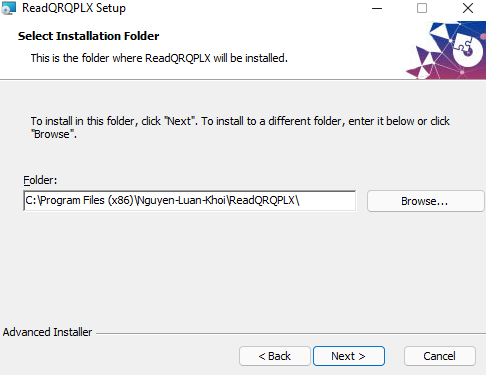 ReadQRQPLX Setup
Select Installation Folder
This is the folder where ReadQRQPLX will be installed.
To install in this folder, click "Next". To install to a different folder, enter it below or click
"Browse".
Folder:
C:\Program Files (x86)\Nguyen-Luan-Khoi\ReadQRQPLX\
Browse...
Advanced Installer
< Back
Next >
Cancel